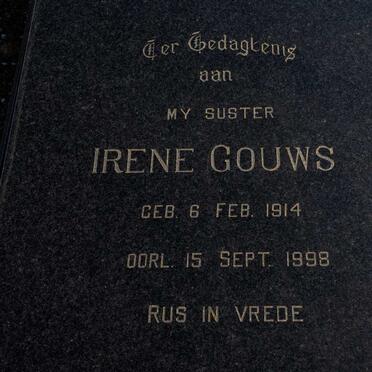 Ter Gedagtenis
aan
MY SUSTER
IRENE GOUWS
GEB. 6 FEB. 1914
OORL. 15 SEPT. 1998
RUS IN VREDE